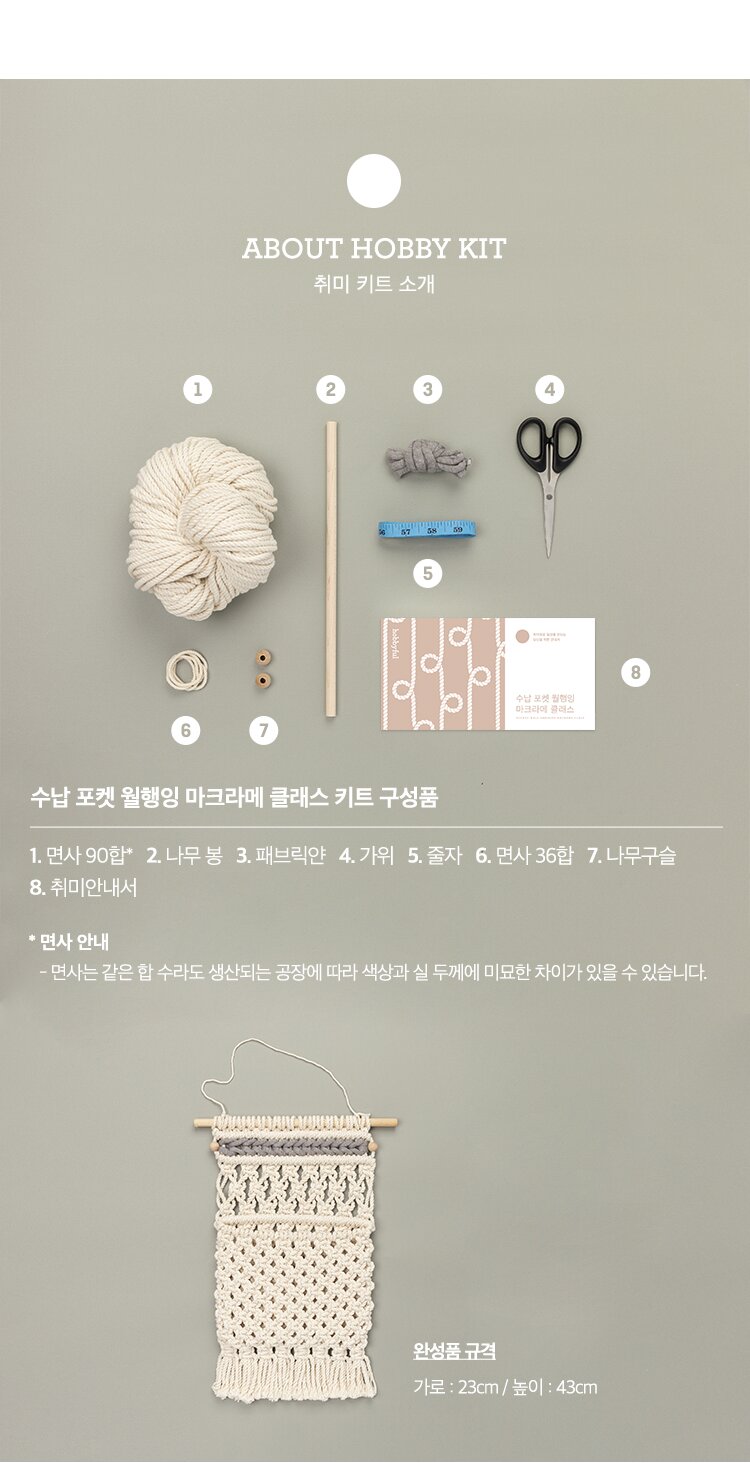 ABOUT HOBBY KIT
취미 키트 소개
1 2 3 4
56 57 58 59
5
hobbyful
수납 포켓 월행잉
마크라메 클래스
8
6 7
수납 포켓 월행잉 마크라메 클래스 키트 구성품
1. 면사 90합* 2. 나무 봉 3. 패브릭얀 4. 가위 5. 줄자 6. 면사 36합 7. 나무구슬
8. 취미안내서
* 면사 안내
- 면사는 같은 합 수라도 생산되는 공장에 따라 색상과 실 두께에 미묘한 차이가 있을 수 있습니다.
완성품 규격
가로 : 23cm / 높이 : 43cm